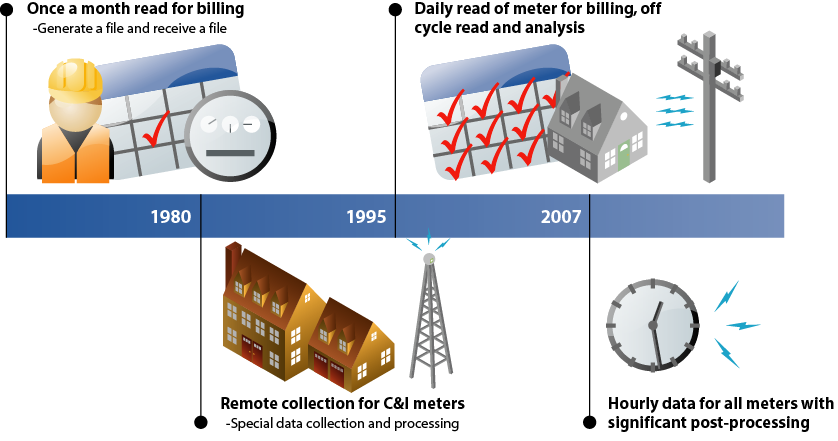 Once a month read for billing
-Generate a file and receive a file
Daily read of meter for billing, off
cycle read and analysis
1980
1995
2007
Remote collection for C&I meters
-Special data collection and processing
Hourly data for all meters with
significant post-processing